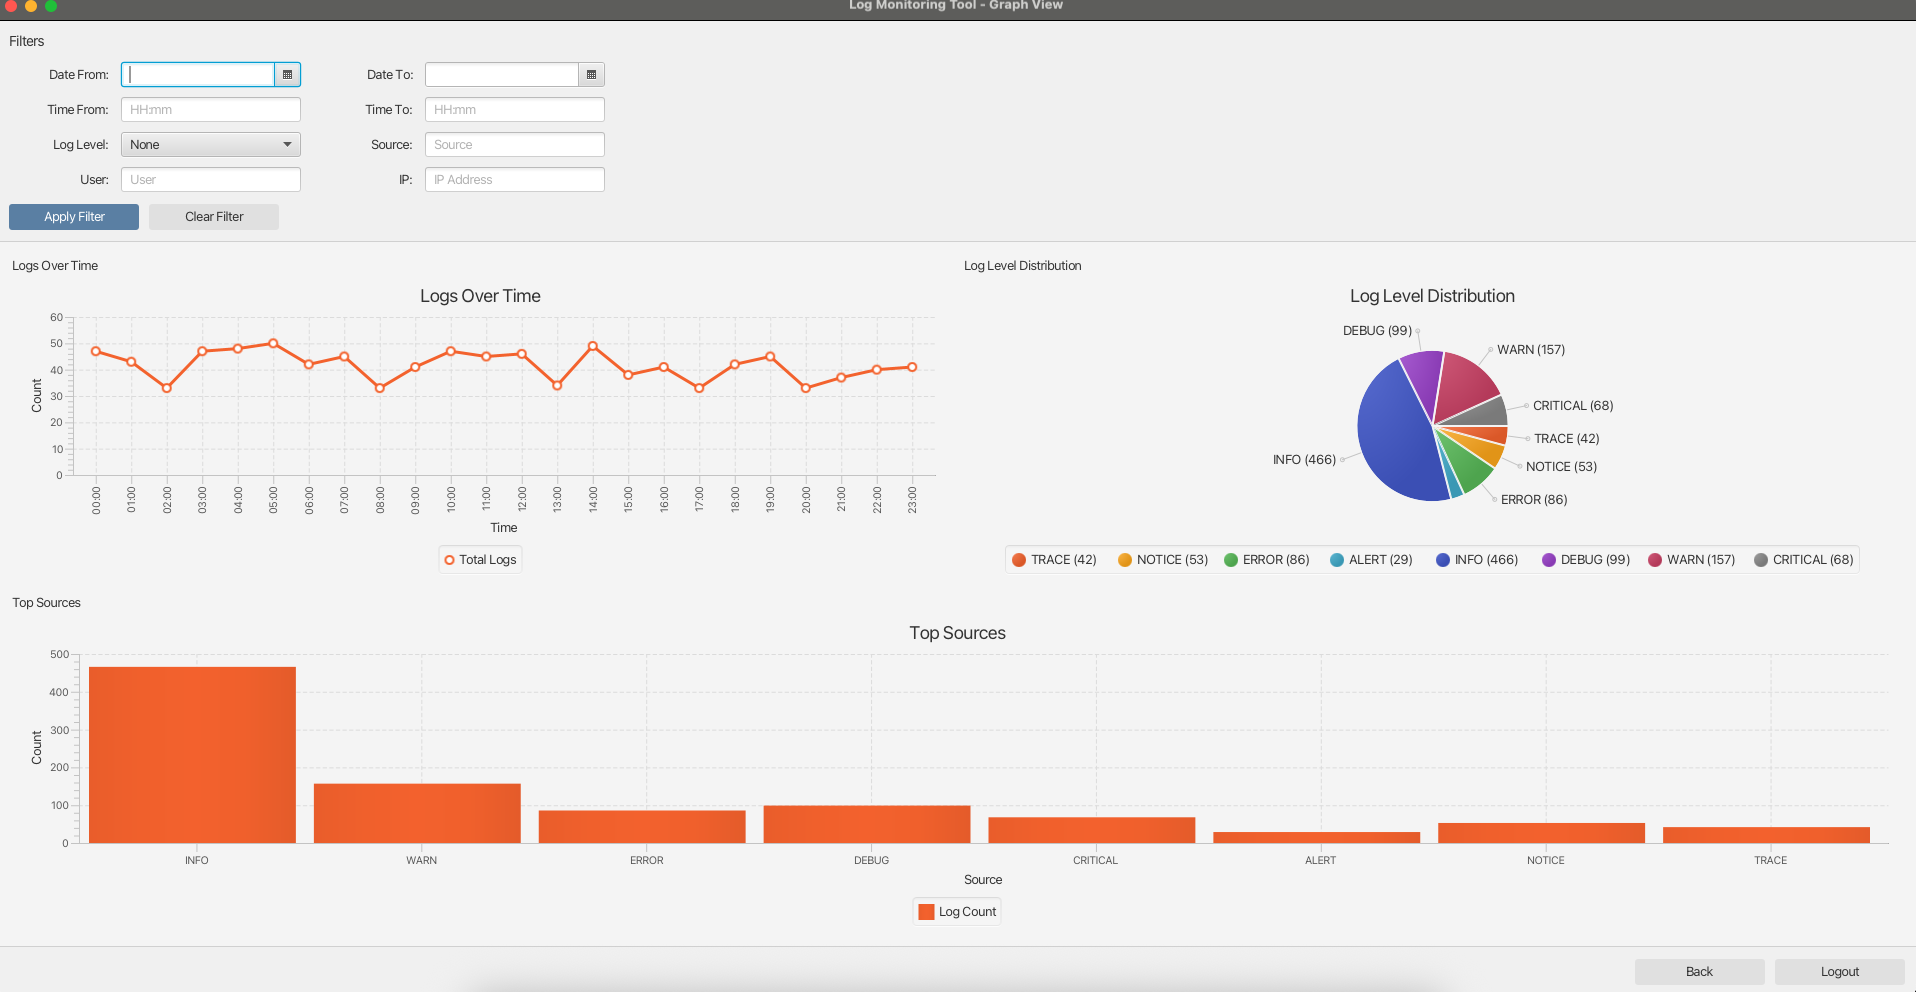 Log Monitoring Tool - Graph View
Filters
Date From:
Date To:
Time From: HH:mm
Time To: HH:mm
Log Level: None
Source: Source
User: User
IP: IP Address
Apply Filter
Clear Filter
Logs Over Time
Log Level Distribution
Logs Over Time
60
50
40
30
20
10
0
Count
00:00
01:00
02:00
03:00
04:00
05:00
06:00
07:00
08:00
09:00
10:00
11:00
12:00
13:00
14:00
15:00
16:00
17:00
18:00
19:00
20:00
21:00
22:00
23:00
Time
Total Logs
Log Level Distribution
DEBUG (99)
WARN (157)
CRITICAL (68)
TRACE (42)
INFO (466)
NOTICE (53)
ERROR (86)
TRACE (42)
NOTICE (53)
ERROR (86)
ALERT (29)
INFO (466)
DEBUG (99)
WARN (157)
CRITICAL (68)
Top Sources
Top Sources
500
400
300
200
100
0
Count
INFO
WARN
ERROR
DEBUG
CRITICAL
ALERT
NOTICE
TRACE
Source
Log Count
Back
Logout